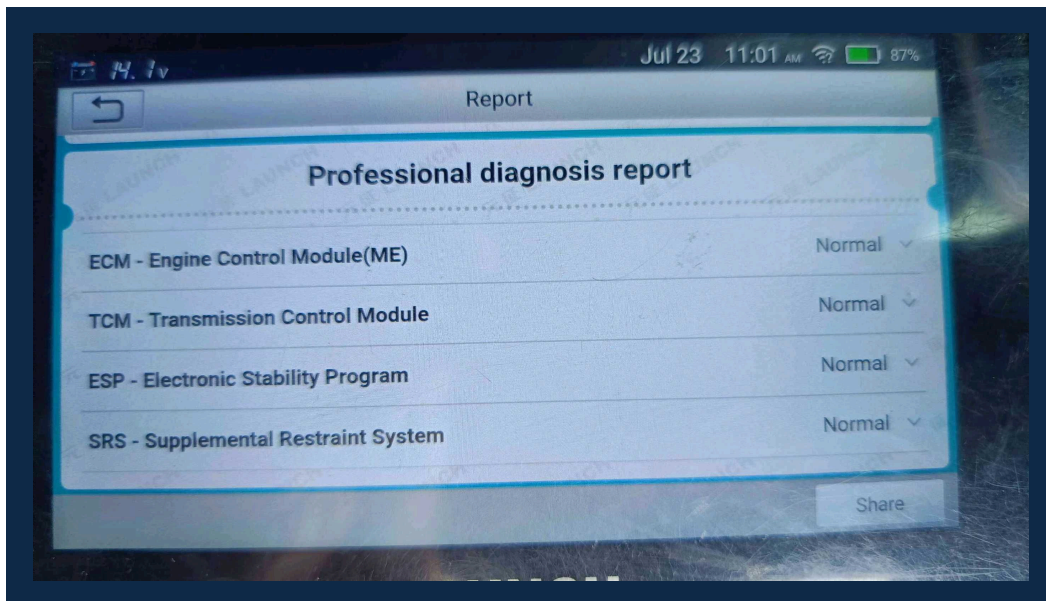 14.1v Jul 23 11:01 AM 87%
Report
Professional diagnosis report
ECM - Engine Control Module(ME) Normal
TCM - Transmission Control Module Normal
ESP - Electronic Stability Program Normal
SRS - Supplemental Restraint System Normal
Share
LAUNCH